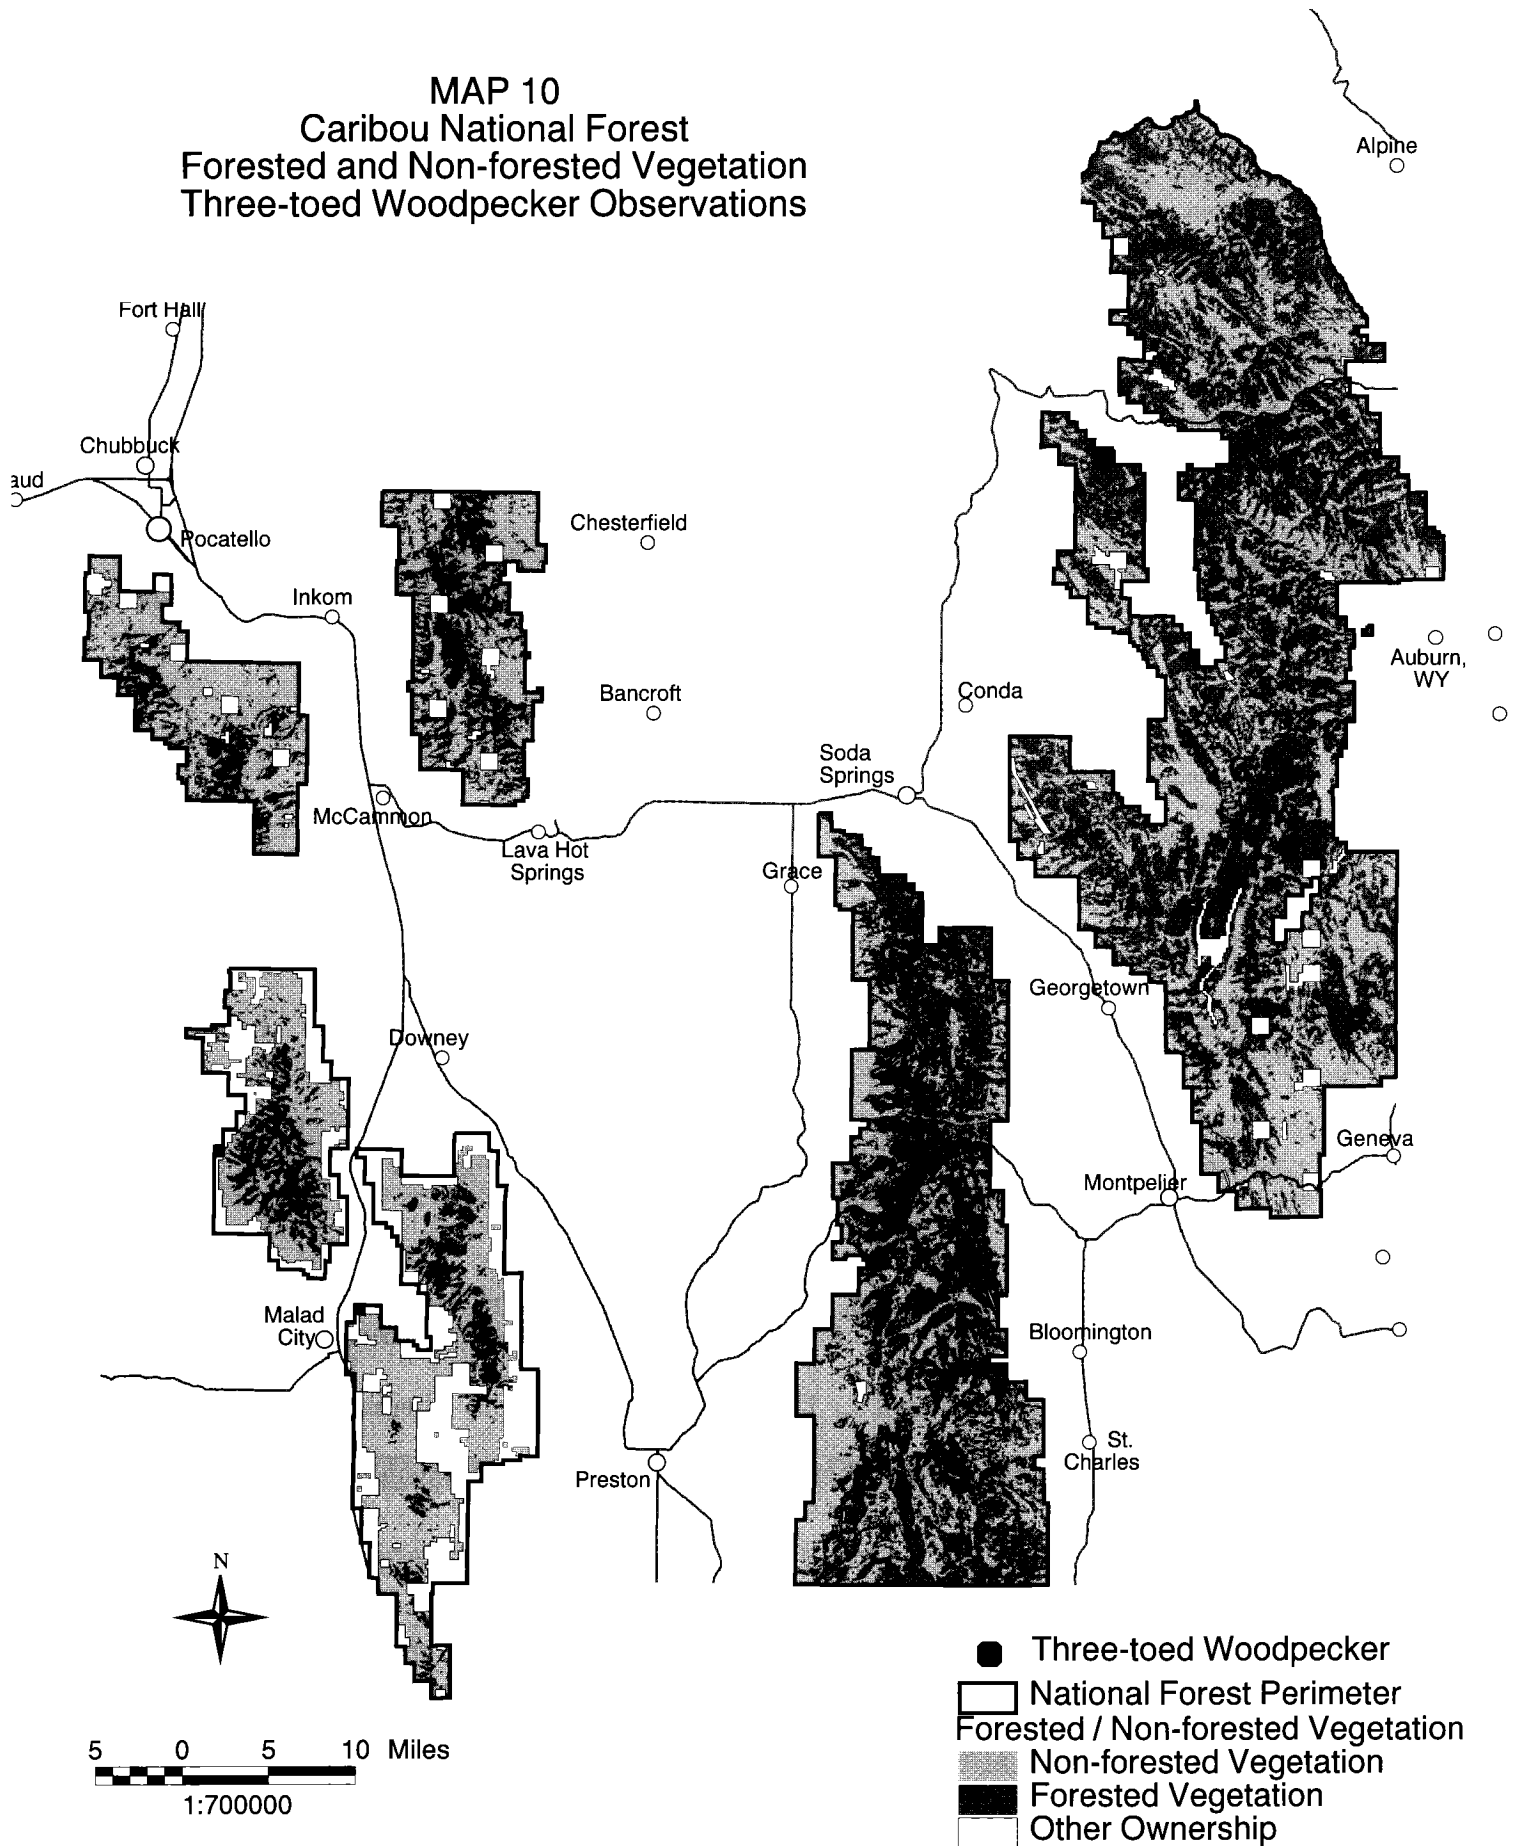 MAP 10
Caribou National Forest
Forested and Non-forested Vegetation
Three-toed Woodpecker Observations
Alpine
Fort Hall
Chubbuck
aud
Pocatello
Chesterfield
Inkom
Auburn,
WY
Bancroft
Conda
Soda
Springs
McCammon
Lava Hot
Springs
Grace
Georgetown
Downey
Geneva
Montpelier
Malad
City
Bloomington
St.
Charles
Preston
N
Three-toed Woodpecker
National Forest Perimeter
Forested / Non-forested Vegetation
Non-forested Vegetation
Forested Vegetation
Other Ownership
5 0 5 10 Miles
1:700000